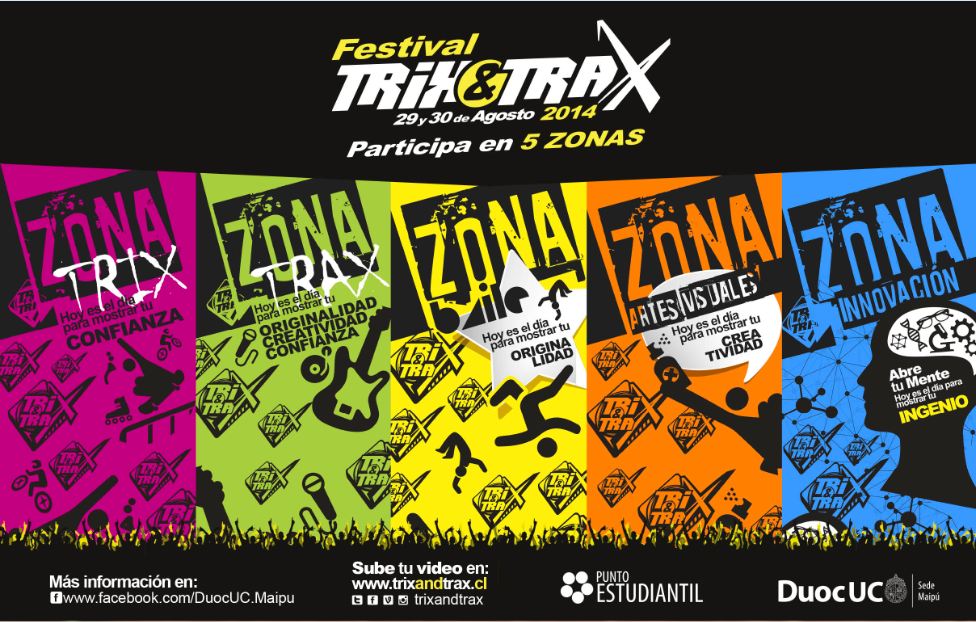 Festival
TRIX&TRAX
29 y 30 de Agosto 2014
Participa en 5 ZONAS
ZONA
TRIX
Hoy es el día
para mostrar tu
CONFIANZA
ZONA
TRAX
Hoy es el día
para mostrar tu
ORIGINALIDAD
CREATIVIDAD
CONFIANZA
ZONA
Baile
Hoy es el día
para mostrar tu
ORIGINA
LIDAD
ZONA
ARTES VISUALES
Hoy es el día
para mostrar tu
CREA
TIVIDAD
ZONA
INNOVACIÓN
Abre
tu Mente
Hoy es el día para
mostrar tu
INGENIO
Más información en:
www.facebook.com/DuocUC.Maipu
Sube tu video en:
www.trixandtrax.cl
trixandtrax
PUNTO
ESTUDIANTIL
DuocUC
Sede
Maipú